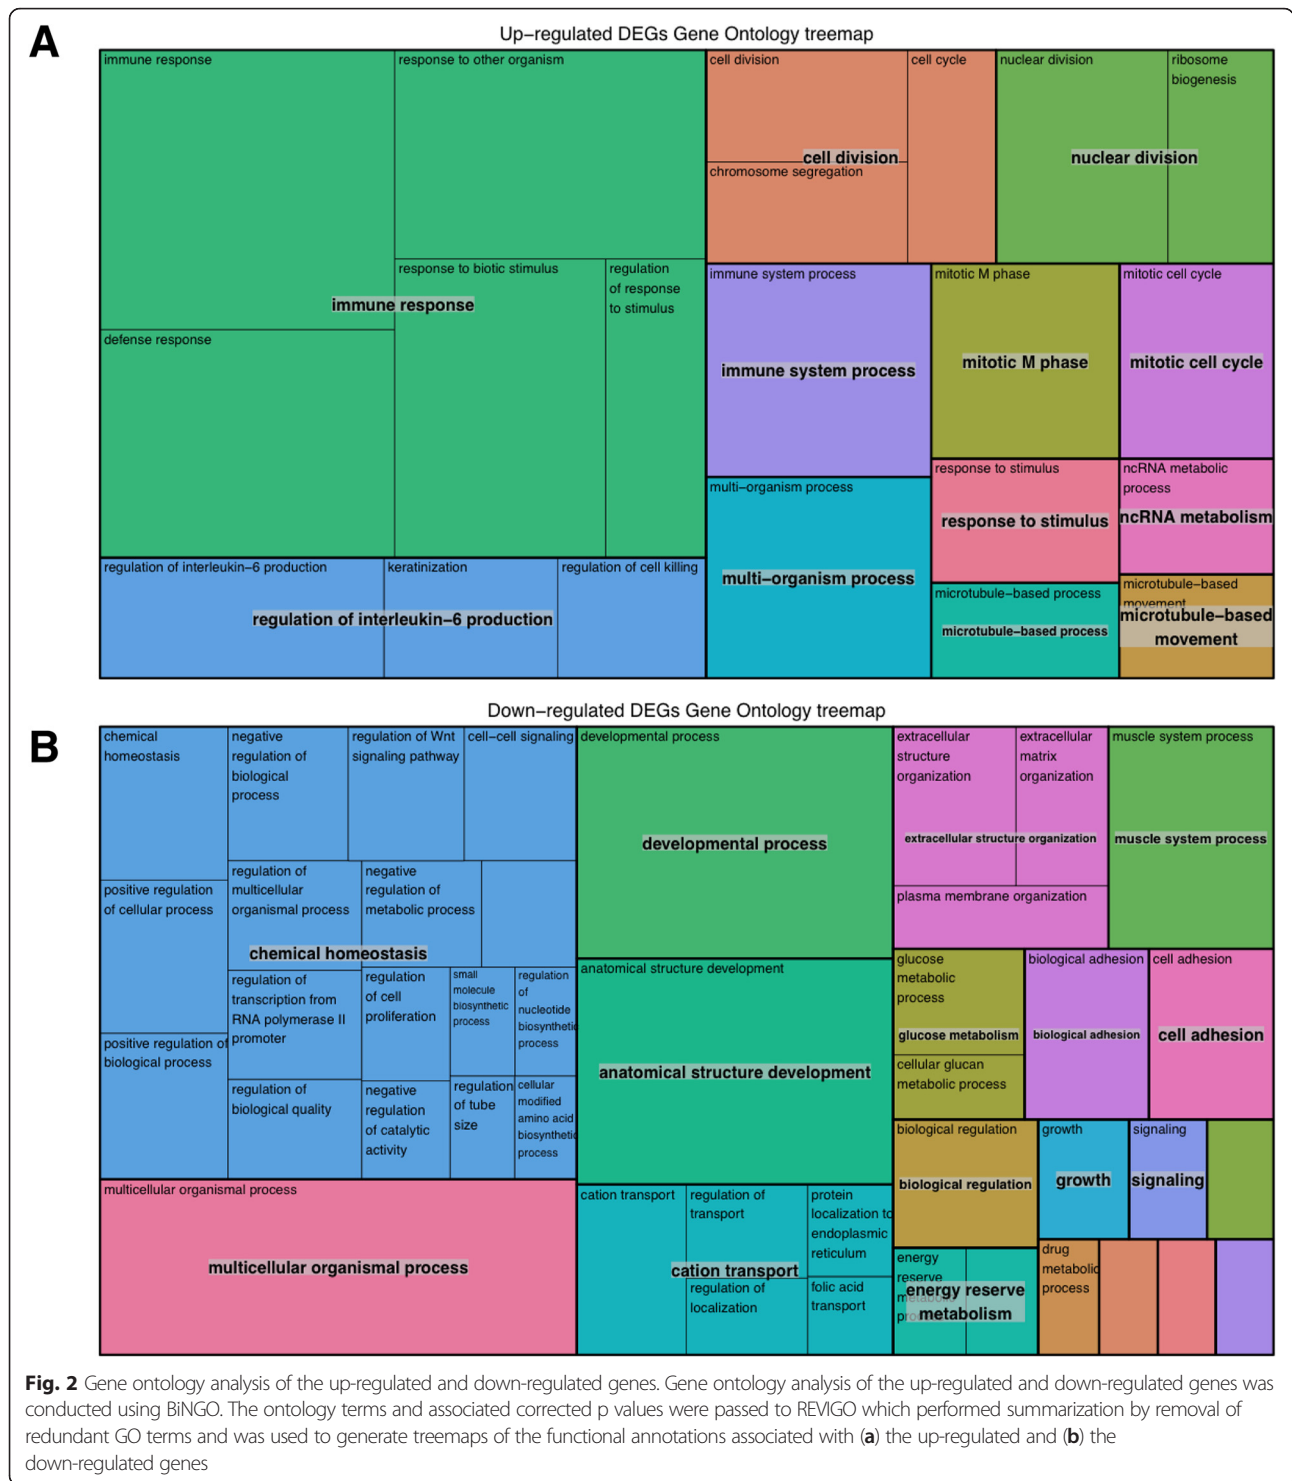 A
Up−regulated DEGs Gene Ontology treemap
immune response
response to other organism
cell division
cell cycle
nuclear division
ribosome
biogenesis
cell division
nuclear division
chromosome segregation
response to biotic stimulus
regulation
of response
to stimulus
immune system process
mitotic M phase
mitotic cell cycle
immune response
defense response
immune system process
mitotic M phase
mitotic cell cycle
response to stimulus
ncRNA metabolic
process
multi−organism process
response to stimulus
ncRNA metabolism
regulation of interleukin−6 production
keratinization
regulation of cell killing
multi−organism process
microtubule−based process
microtubule−based
movement
regulation of interleukin−6 production
microtubule−based process
microtubule−based
movement
B
Down−regulated DEGs Gene Ontology treemap
chemical
homeostasis
negative
regulation of
biological
process
regulation of Wnt
signaling pathway
cell−cell signaling
developmental process
extracellular
structure
organization
extracellular
matrix
organization
muscle system process
developmental process
extracellular structure organization
muscle system process
positive regulation
of cellular process
regulation of
multicellular
organismal process
negative
regulation of
metabolic process
plasma membrane organization
chemical homeostasis
anatomical structure development
glucose
metabolic
process
biological adhesion
cell adhesion
regulation of
transcription from
RNA polymerase II
promoter
regulation
of cell
proliferation
small
molecule
biosynthetic
process
regulation
of
nucleotide
biosynthetic
process
glucose metabolism
biological adhesion
cell adhesion
positive regulation of
biological process
anatomical structure development
cellular glucan
metabolic process
regulation of
biological quality
negative
regulation
of catalytic
activity
regulation
of tube
size
cellular
modified
amino acid
biosynthetic
process
biological regulation
growth
signaling
biological regulation
growth
signaling
multicellular organismal process
cation transport
regulation of
transport
protein
localization to
endoplasmic
reticulum
multicellular organismal process
cation transport
regulation of
localization
folic acid
transport
energy
reserve
metabolic
process
energy reserve
metabolism
drug
metabolic
process
Fig. 2 Gene ontology analysis of the up-regulated and down-regulated genes. Gene ontology analysis of the up-regulated and down-regulated genes was
conducted using BiNGO. The ontology terms and associated corrected p values were passed to REVIGO which performed summarization by removal of
redundant GO terms and was used to generate treemaps of the functional annotations associated with (a) the up-regulated and (b) the
down-regulated genes